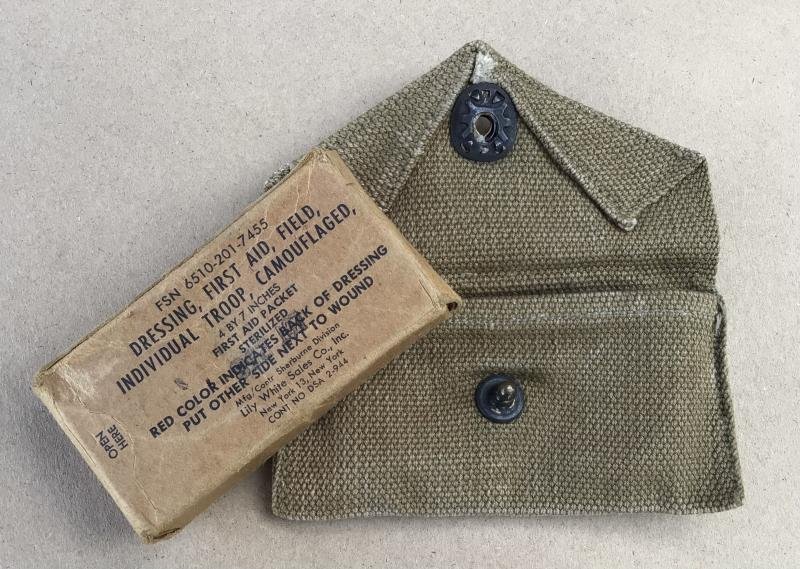 FSN 6510-201-7455
DRESSING, FIRST AID, FIELD,
INDIVIDUAL TROOP, CAMOUFLAGED,
4 BY 7 INCHES
FIRST AID PACKET
STERILIZED
RED COLOR INDICATES BACK OF DRESSING
PUT OTHER SIDE NEXT TO WOUND
Mfg/Contr Sherburne Division
Lily White Sales Co., Inc.
New York 13, New York
CONT NO DSA 2-944
OPEN
HERE